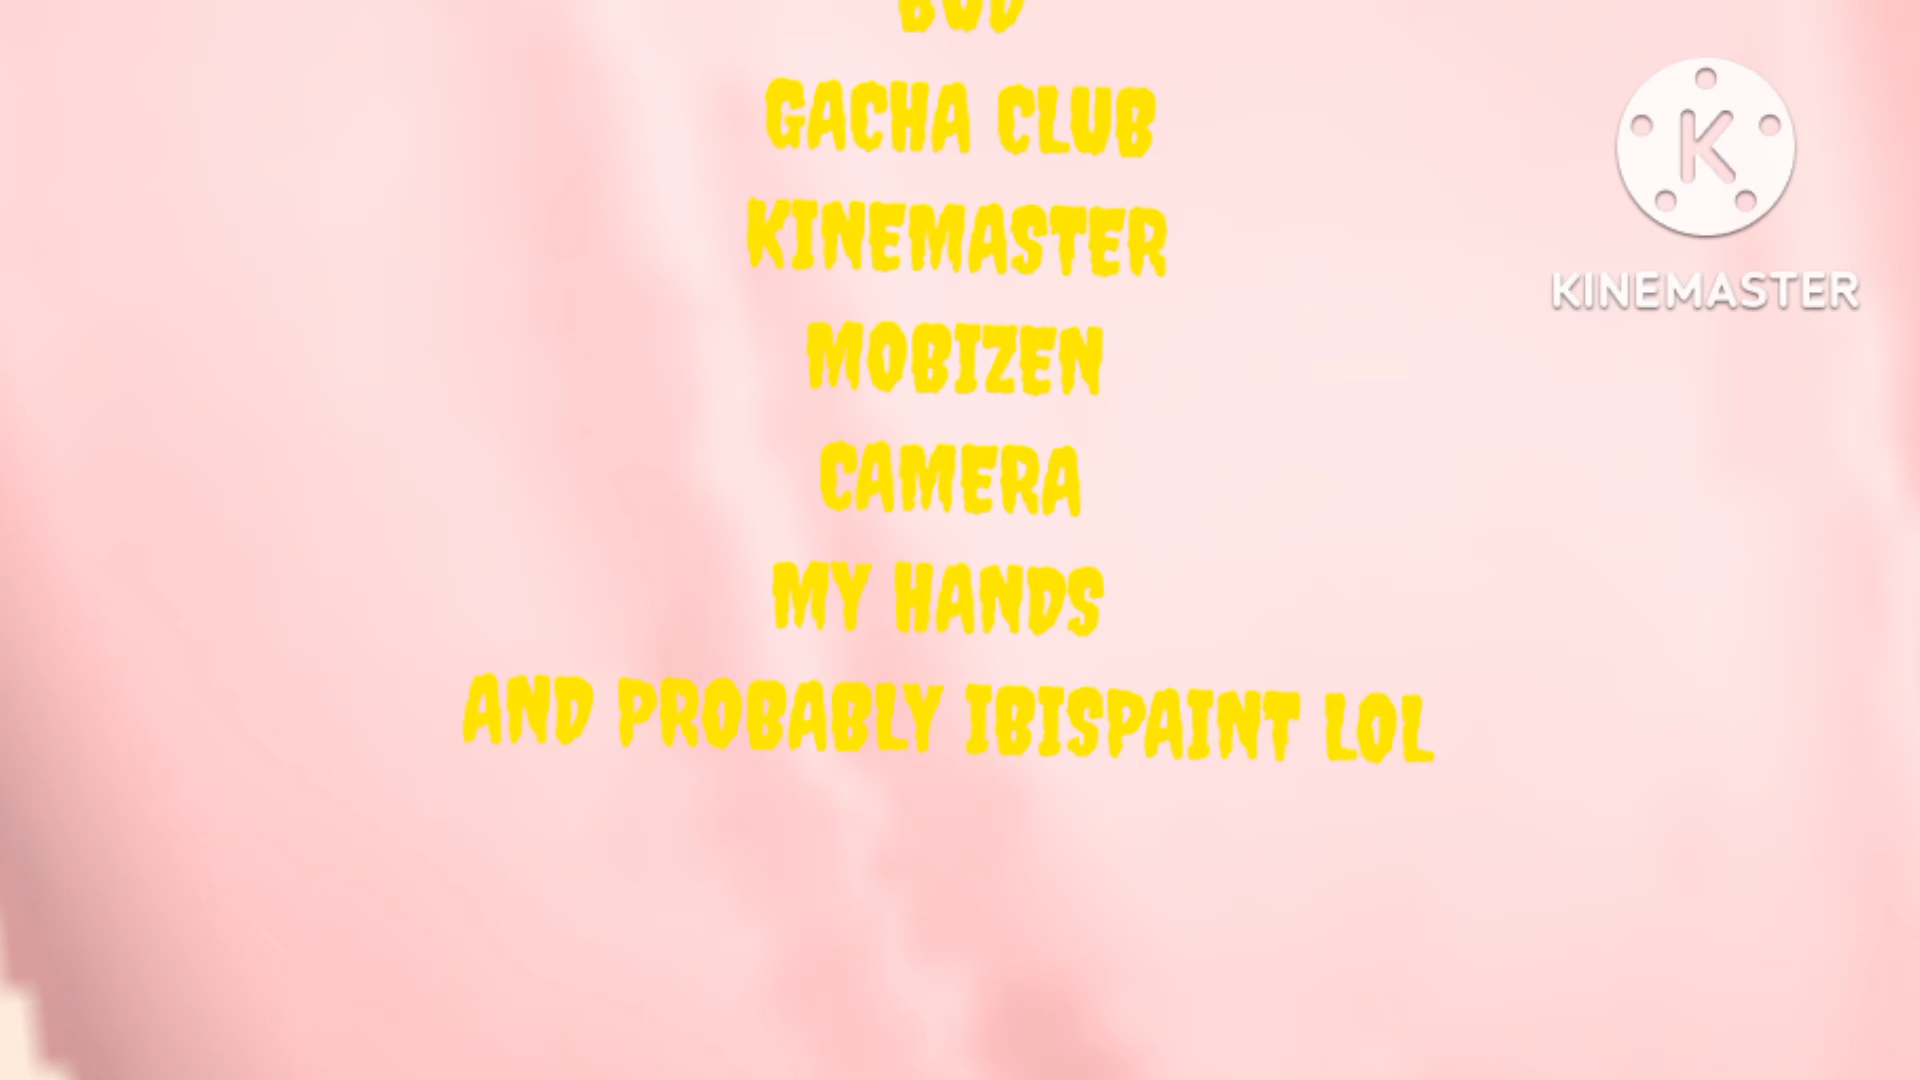 GACHA CLUB
KINEMASTER
KINEMASTER
MOBIZEN
CAMERA
MY HANDS
AND PROBABLY IBISPAINT LOL